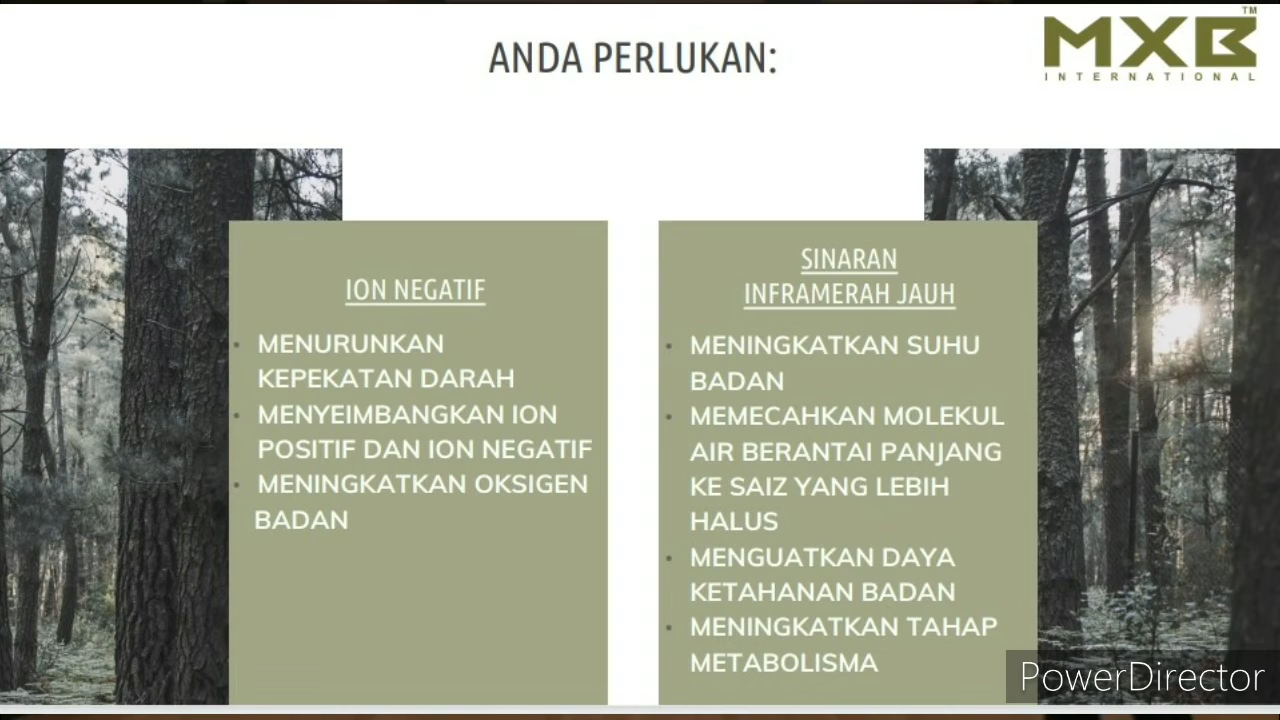 ANDA PERLUKAN:
MXB
TM
INTERNATIONAL
ION NEGATIF
• MENURUNKAN
KEPEKATAN DARAH
• MENYEIMBANGKAN ION
POSITIF DAN ION NEGATIF
• MENINGKATKAN OKSIGEN
BADAN
SINARAN
INFRAMERAH JAUH
• MENINGKATKAN SUHU
BADAN
• MEMECAHKAN MOLEKUL
AIR BERANTAI PANJANG
KE SAIZ YANG LEBIH
HALUS
• MENGUATKAN DAYA
KETAHANAN BADAN
• MENINGKATKAN TAHAP
METABOLISMA
PowerDirector